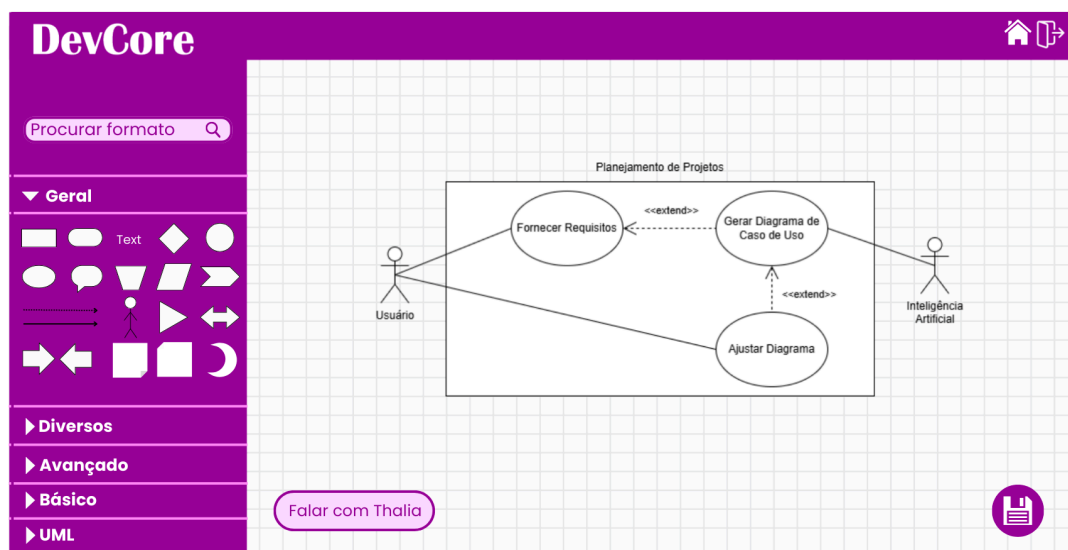 DevCore
Procurar formato
Geral
Text
Diversos
Avançado
Básico
UML
Planejamento de Projetos
Fornecer Requisitos
<<extend>>
Gerar Diagrama de
Caso de Uso
<<extend>>
Ajustar Diagrama
Usuário
Inteligência
Artificial
Falar com Thalia